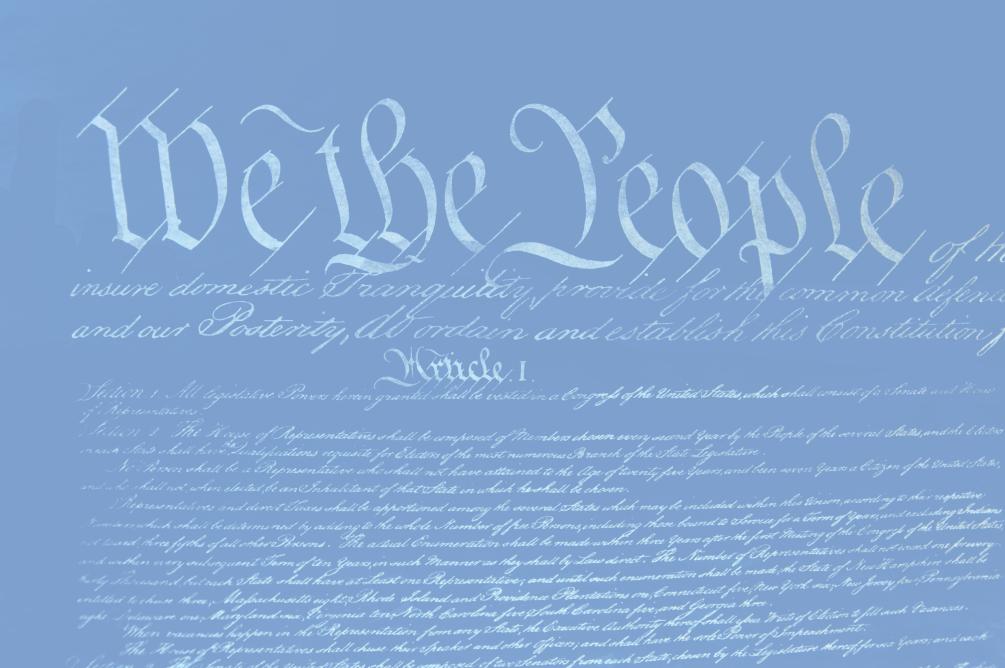 We the People of th
insure domestic Tranquility, provide for the common defence
and our Posterity, do ordain and establish this Constitution f
Article. I.
Section. 1. All legislative Powers herein granted shall be vested in a Congress of the United States, which shall consist of a Senate and House
of Representatives.
Section. 2. The House of Representatives shall be composed of Members chosen every second Year by the People of the several States, and the Electors
in each State shall have the Qualifications requisite for Electors of the most numerous Branch of the State Legislature.
No Person shall be a Representative who shall not have attained to the Age of twenty five Years, and been seven Years a Citizen of the United States,
and who shall not, when elected, be an Inhabitant of that State in which he shall be chosen.
Representatives and direct Taxes shall be apportioned among the several States which may be included within this Union, according to their respective
Numbers, which shall be determined by adding to the whole Number of free Persons, including those bound to Service for a Term of Years, and excluding Indians
not taxed, three fifths of all other Persons. The actual Enumeration shall be made within three Years after the first Meeting of the Congress of the United States,
and within every subsequent Term of ten Years, in such Manner as they shall by Law direct. The Number of Representatives shall not exceed one for every
thirty Thousand, but each State shall have at Least one Representative; and until such enumeration shall be made, the State of New Hampshire shall be
entitled to chuse three, Massachusetts eight, Rhode Island and Providence Plantations one, Connecticut five, New York six, New Jersey four, Pennsylvania
eight, Delaware one, Maryland six, Virginia ten, North Carolina five, South Carolina five, and Georgia three.
When vacancies happen in the Representation from any State, the Executive Authority thereof shall issue Writs of Election to fill such Vacancies.
The House of Representatives shall chuse their Speaker and other Officers; and shall have the sole Power of Impeachment.
of two Senators from each State, chosen by the Legislature thereof, for six Years; and each